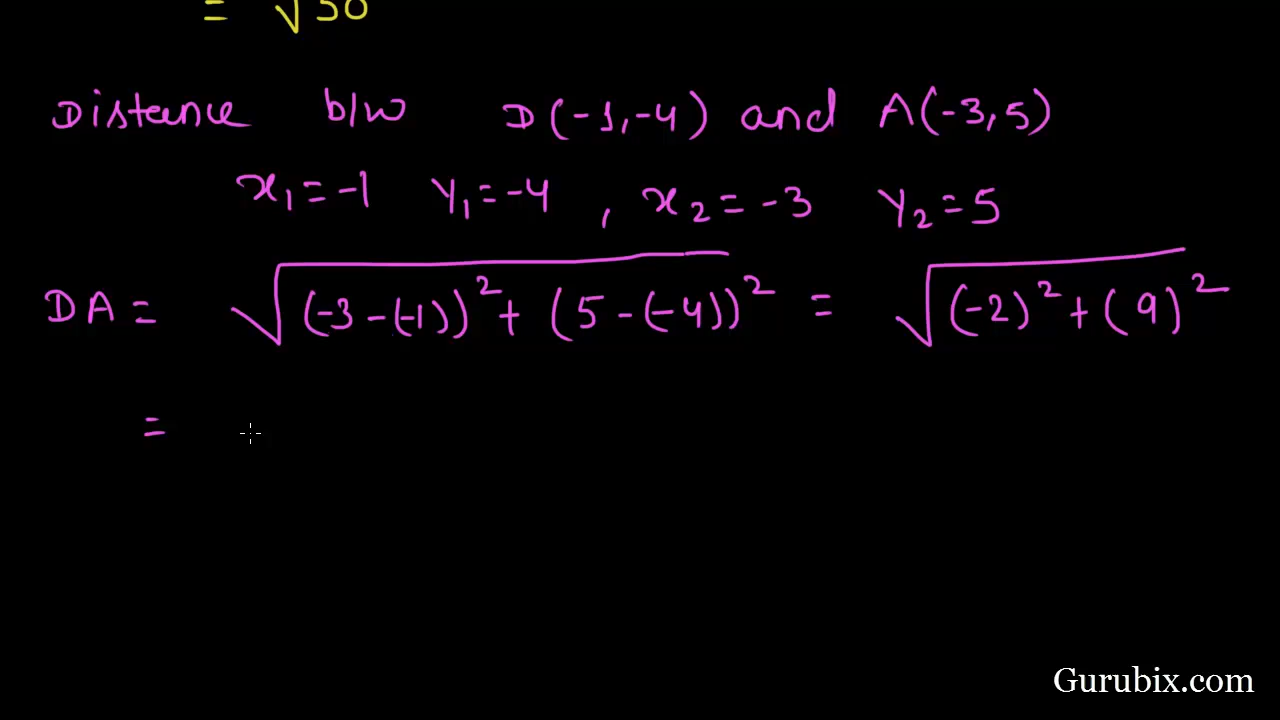 = √50
Distance b/w D(-1,-4) and A(-3,5)
x₁=-1 y₁=-4 , x₂=-3 y₂=5
DA= √(-3-(-1))²+(5-(-4))² = √(-2)²+(9)²
=
Gurubix.com